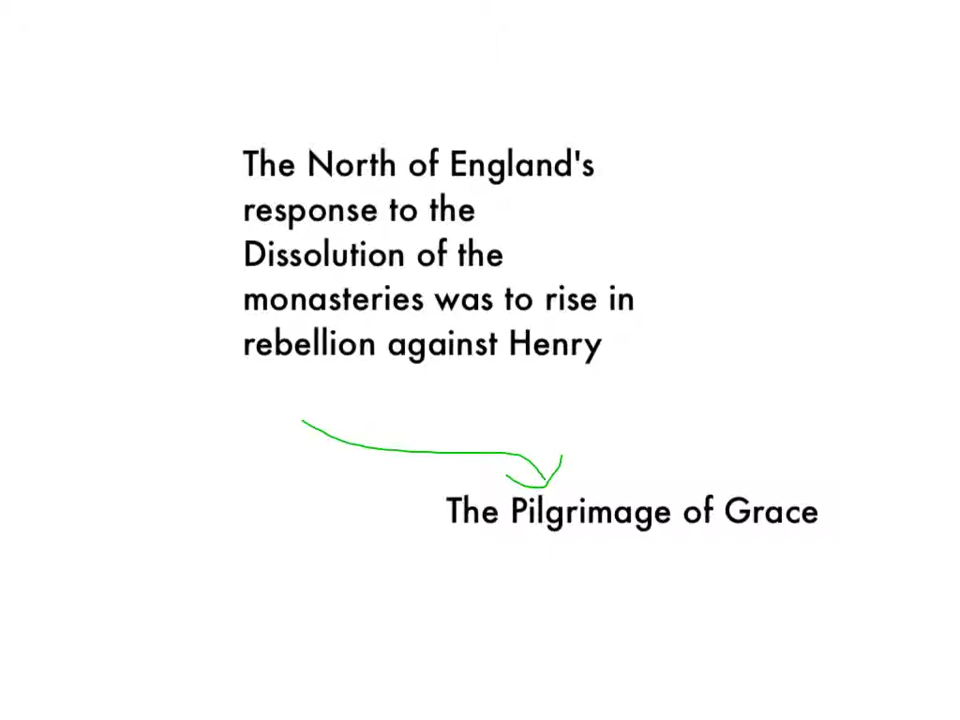 The North of England's
response to the
Dissolution of the
monasteries was to rise in
rebellion against Henry
The Pilgrimage of Grace